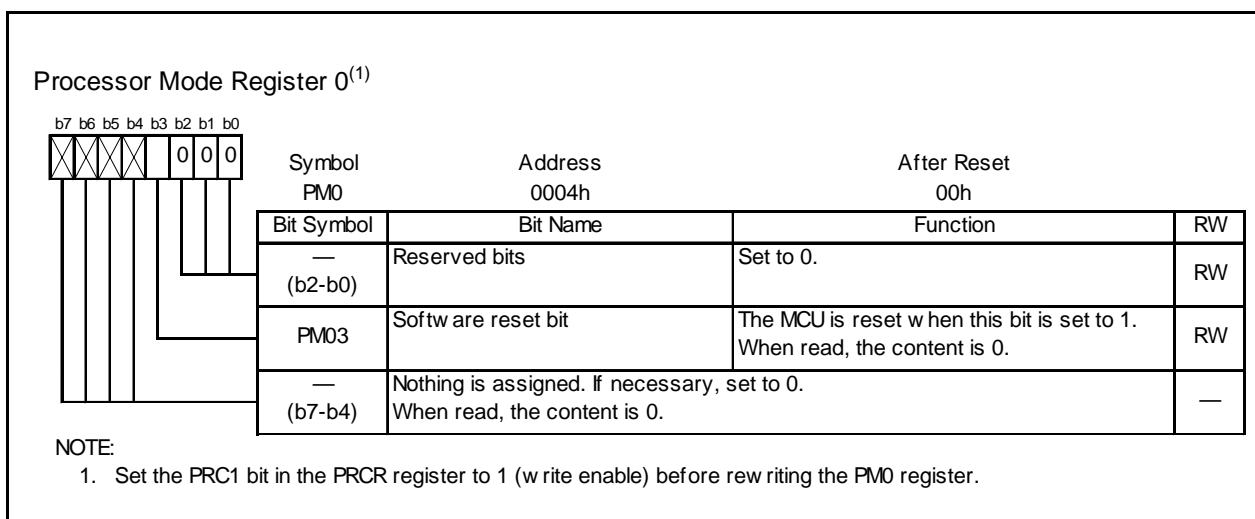 Processor Mode Register 0(1)
b7 b6 b5 b4 b3 b2 b1 b0
0 0 0
Symbol Address After Reset
PM0 0004h 00h
Bit Symbol Bit Name Function RW
— (b2-b0) Reserved bits Set to 0. RW
PM03 Software reset bit The MCU is reset when this bit is set to 1.
When read, the content is 0. RW
— (b7-b4) Nothing is assigned. If necessary, set to 0.
When read, the content is 0. —
NOTE:
1. Set the PRC1 bit in the PRCR register to 1 (write enable) before rewriting the PM0 register.